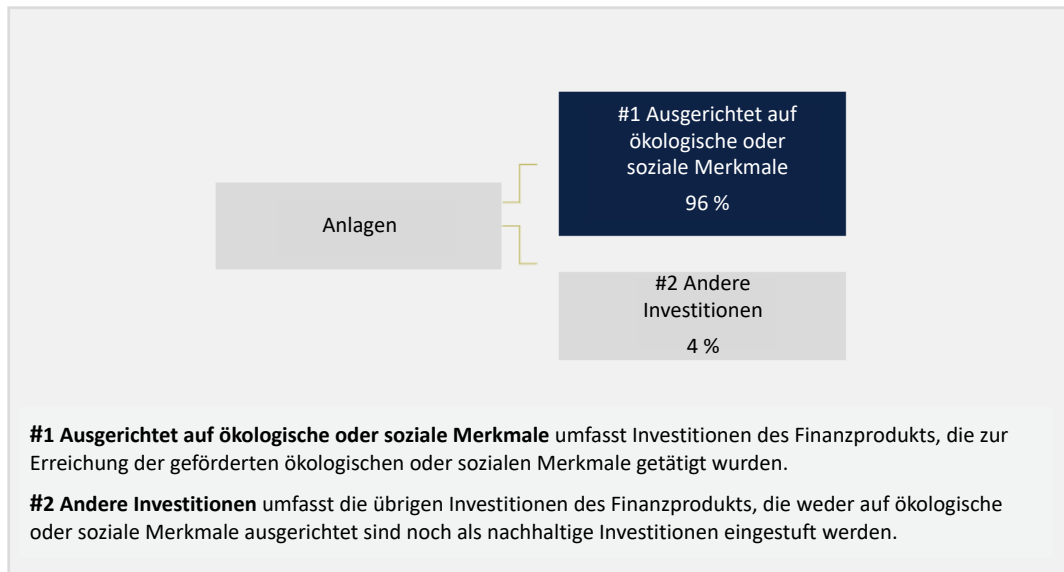 #1 Ausgerichtet auf
ökologische oder
soziale Merkmale
96 %
Anlagen
#2 Andere
Investitionen
4 %
#1 Ausgerichtet auf ökologische oder soziale Merkmale umfasst Investitionen des Finanzprodukts, die zur
Erreichung der geförderten ökologischen oder sozialen Merkmale getätigt wurden.
#2 Andere Investitionen umfasst die übrigen Investitionen des Finanzprodukts, die weder auf ökologische
oder soziale Merkmale ausgerichtet sind noch als nachhaltige Investitionen eingestuft werden.